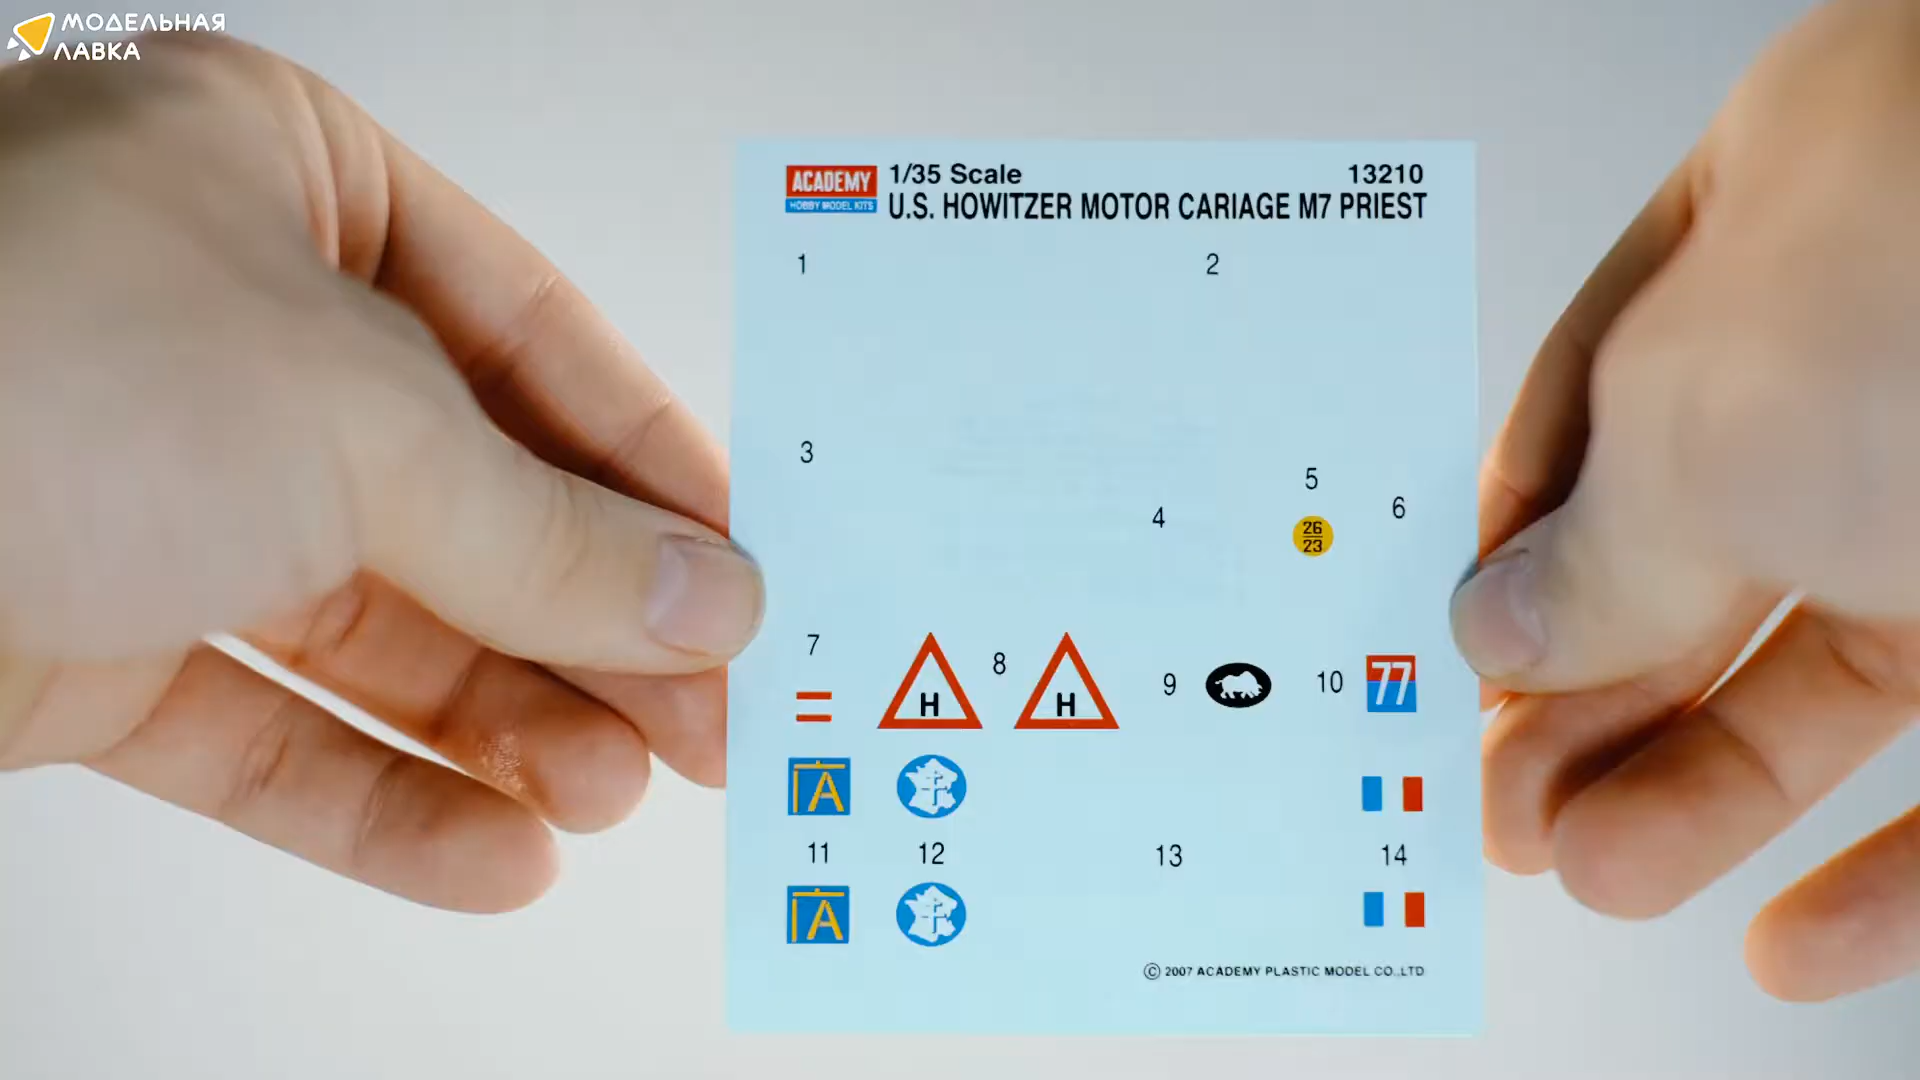 МОДЕЛЬНАЯ
ЛАВКА
ACADEMY
HOBBY MODEL KITS
1/35 Scale
13210
U.S. HOWITZER MOTOR CARIAGE M7 PRIEST
1
2
3
4
5
6
26
23
7
H
8
H
9
10
77
A
11
12
13
14
A
© 2007 ACADEMY PLASTIC MODEL CO.,LTD